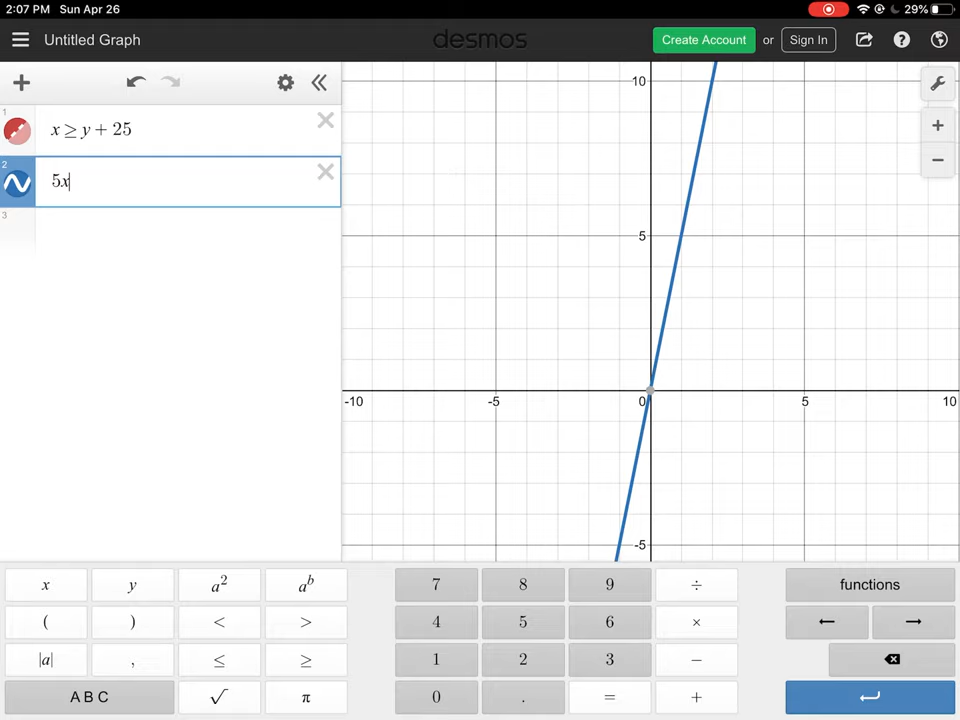 2:07 PM Sun Apr 26 29%
Untitled Graph desmos Create Account or Sign In
1 x ≥ y + 25
2 5x
3
10
5
-10 -5 0 5 10
-5
x y a² aᵇ 7 8 9 ÷ functions
( ) < > 4 5 6 × ← →
|a| , ≤ ≥ 1 2 3 −
A B C √ π 0 . = +